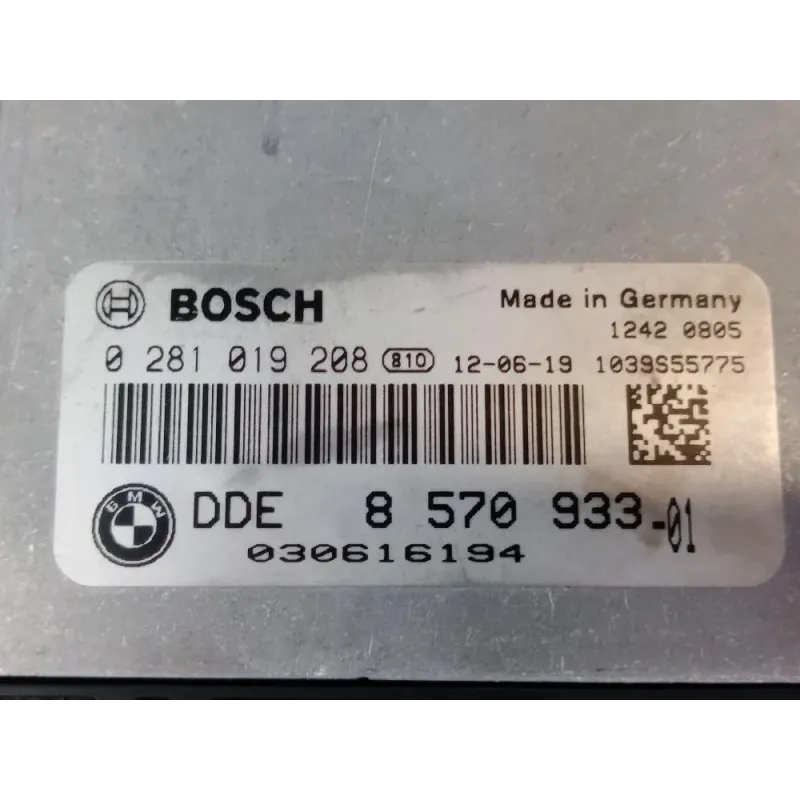 BOSCH Made in Germany
1242 0805
0 281 019 208 810 12-06-19 1039S55775
BMW DDE 8 570 933-01
030616194